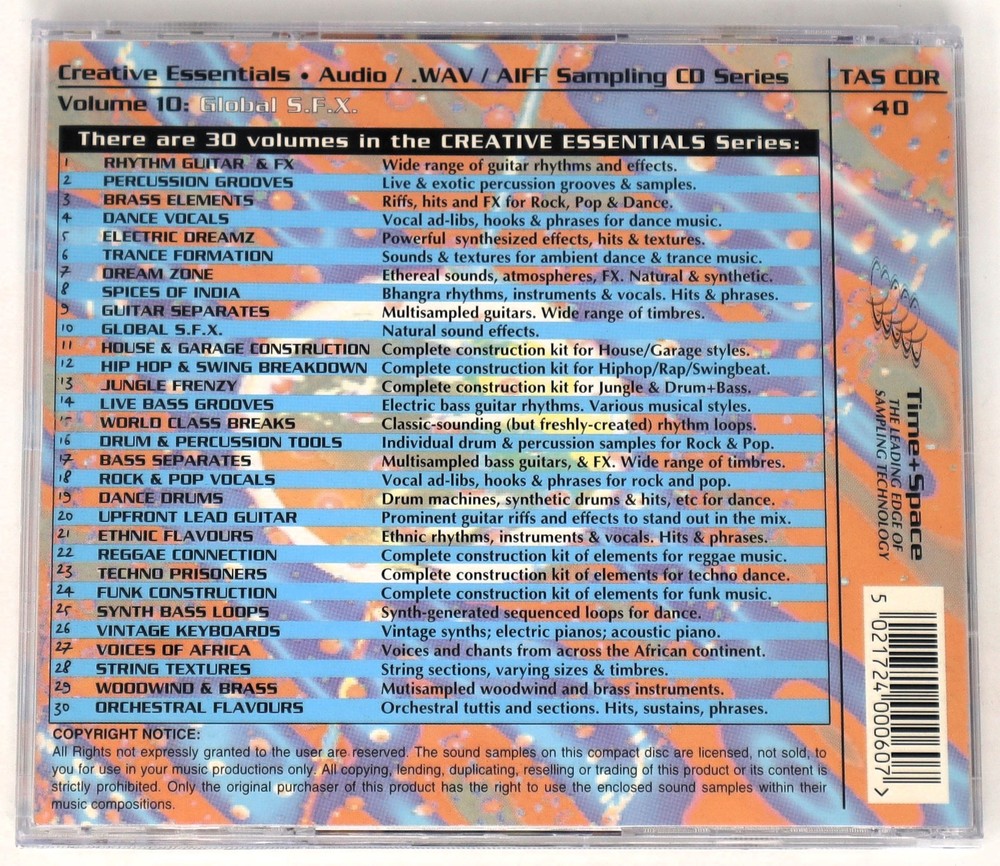 Creative Essentials • Audio / .WAV / AIFF Sampling CD Series
TAS CDR
40
Volume 10: Global S.F.X.
There are 30 volumes in the CREATIVE ESSENTIALS Series:
1 RHYTHM GUITAR & FX Wide range of guitar rhythms and effects.
2 PERCUSSION GROOVES Live & exotic percussion grooves & samples.
3 BRASS ELEMENTS Riffs, hits and FX for Rock, Pop & Dance.
4 DANCE VOCALS Vocal ad-libs, hooks & phrases for dance music.
5 ELECTRIC DREAMZ Powerful synthesized effects, hits & textures.
6 TRANCE FORMATION Sounds & textures for ambient dance & trance music.
7 DREAM ZONE Ethereal sounds, atmospheres, FX. Natural & synthetic.
8 SPICES OF INDIA Bhangra rhythms, instruments & vocals. Hits & phrases.
9 GUITAR SEPARATES Multisampled guitars. Wide range of timbres.
10 GLOBAL S.F.X. Natural sound effects.
11 HOUSE & GARAGE CONSTRUCTION Complete construction kit for House/Garage styles.
12 HIP HOP & SWING BREAKDOWN Complete construction kit for Hiphop/Rap/Swingbeat.
13 JUNGLE FRENZY Complete construction kit for Jungle & Drum+Bass.
14 LIVE BASS GROOVES Electric bass guitar rhythms. Various musical styles.
15 WORLD CLASS BREAKS Classic-sounding (but freshly-created) rhythm loops.
16 DRUM & PERCUSSION TOOLS Individual drum & percussion samples for Rock & Pop.
17 BASS SEPARATES Multisampled bass guitars, & FX. Wide range of timbres.
18 ROCK & POP VOCALS Vocal ad-libs, hooks & phrases for rock and pop.
19 DANCE DRUMS Drum machines, synthetic drums & hits, etc for dance.
20 UPFRONT LEAD GUITAR Prominent guitar riffs and effects to stand out in the mix.
21 ETHNIC FLAVOURS Ethnic rhythms, instruments & vocals. Hits & phrases.
22 REGGAE CONNECTION Complete construction kit of elements for reggae music.
23 TECHNO PRISONERS Complete construction kit of elements for techno dance.
24 FUNK CONSTRUCTION Complete construction kit of elements for funk music.
25 SYNTH BASS LOOPS Synth-generated sequenced loops for dance.
26 VINTAGE KEYBOARDS Vintage synths; electric pianos; acoustic piano.
27 VOICES OF AFRICA Voices and chants from across the African continent.
28 STRING TEXTURES String sections, varying sizes & timbres.
29 WOODWIND & BRASS Mutisampled woodwind and brass instruments.
30 ORCHESTRAL FLAVOURS Orchestral tuttis and sections. Hits, sustains, phrases.
COPYRIGHT NOTICE:
All Rights not expressly granted to the user are reserved. The sound samples on this compact disc are licensed, not sold, to
you for use in your music productions only. All copying, lending, duplicating, reselling or trading of this product or its content is
strictly prohibited. Only the original purchaser of this product has the right to use the enclosed sound samples within their
music compositions.
Time+Space
THE LEADING EDGE OF
SAMPLING TECHNOLOGY
5 021724 000607 >